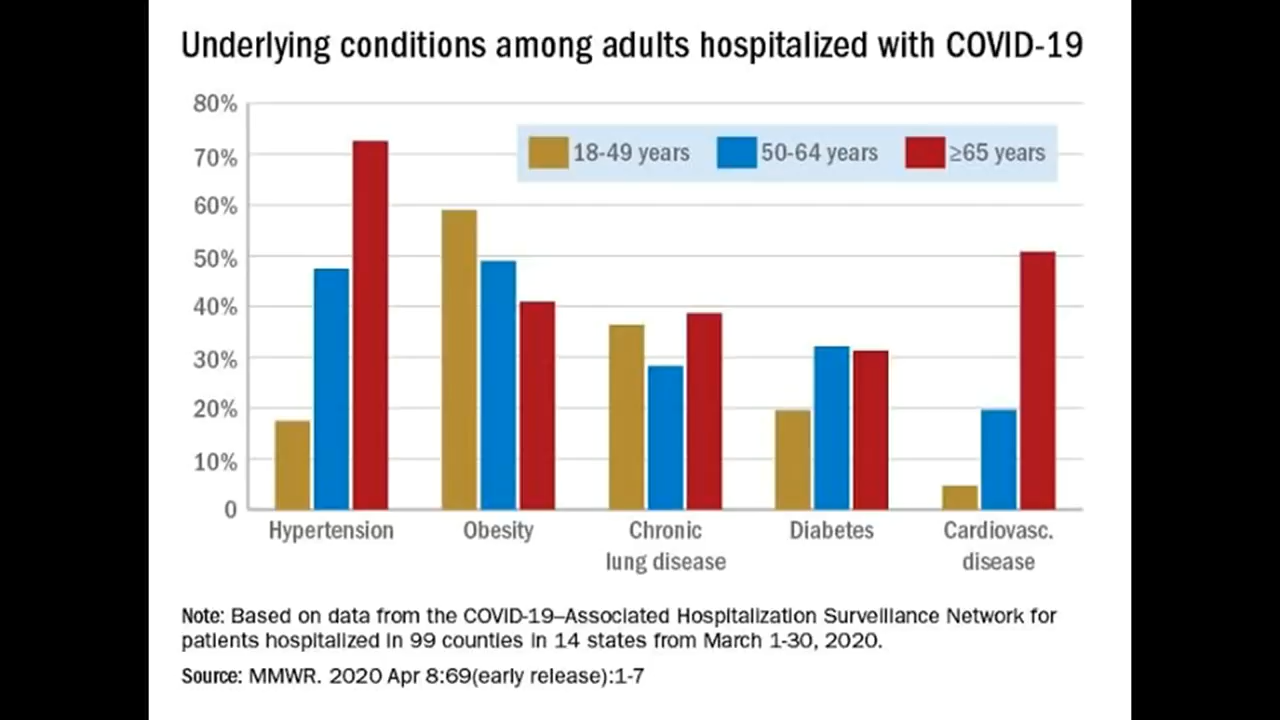 Underlying conditions among adults hospitalized with COVID-19
80%
70%
60%
50%
40%
30%
20%
10%
0
18-49 years
50-64 years
≥65 years
Hypertension
Obesity
Chronic
lung disease
Diabetes
Cardiovasc.
disease
Note: Based on data from the COVID-19–Associated Hospitalization Surveillance Network for
patients hospitalized in 99 counties in 14 states from March 1-30, 2020.
Source: MMWR. 2020 Apr 8:69(early release):1-7